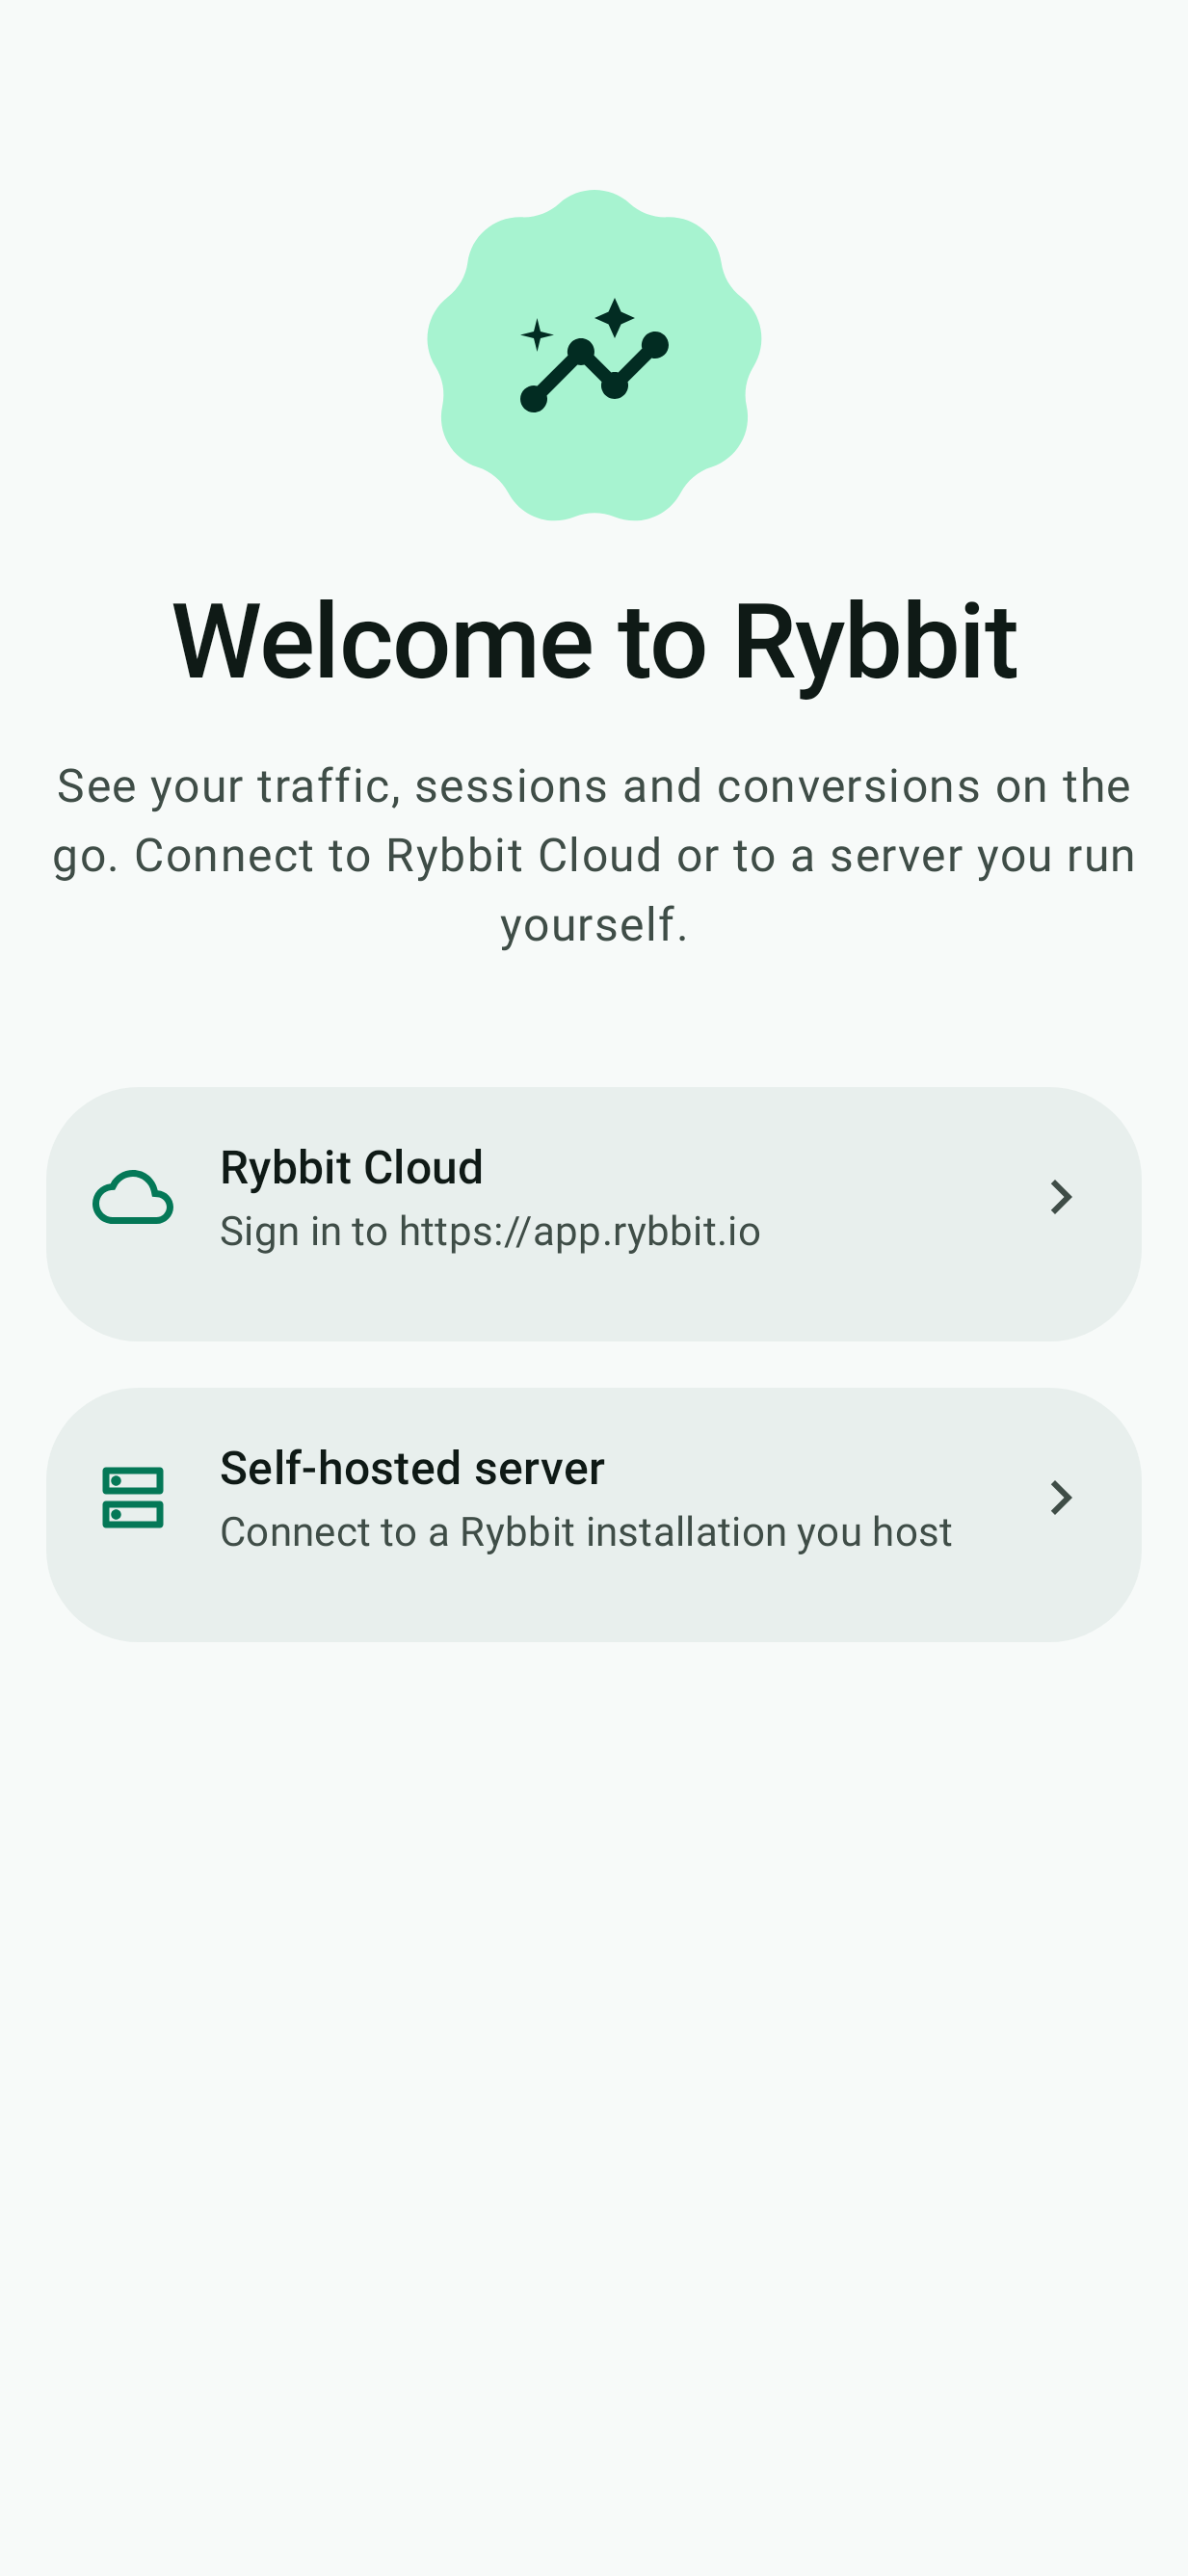 Welcome to Rybbit
See your traffic, sessions and conversions on the
go. Connect to Rybbit Cloud or to a server you run
yourself.
Rybbit Cloud
Sign in to https://app.rybbit.io
Self-hosted server
Connect to a Rybbit installation you host